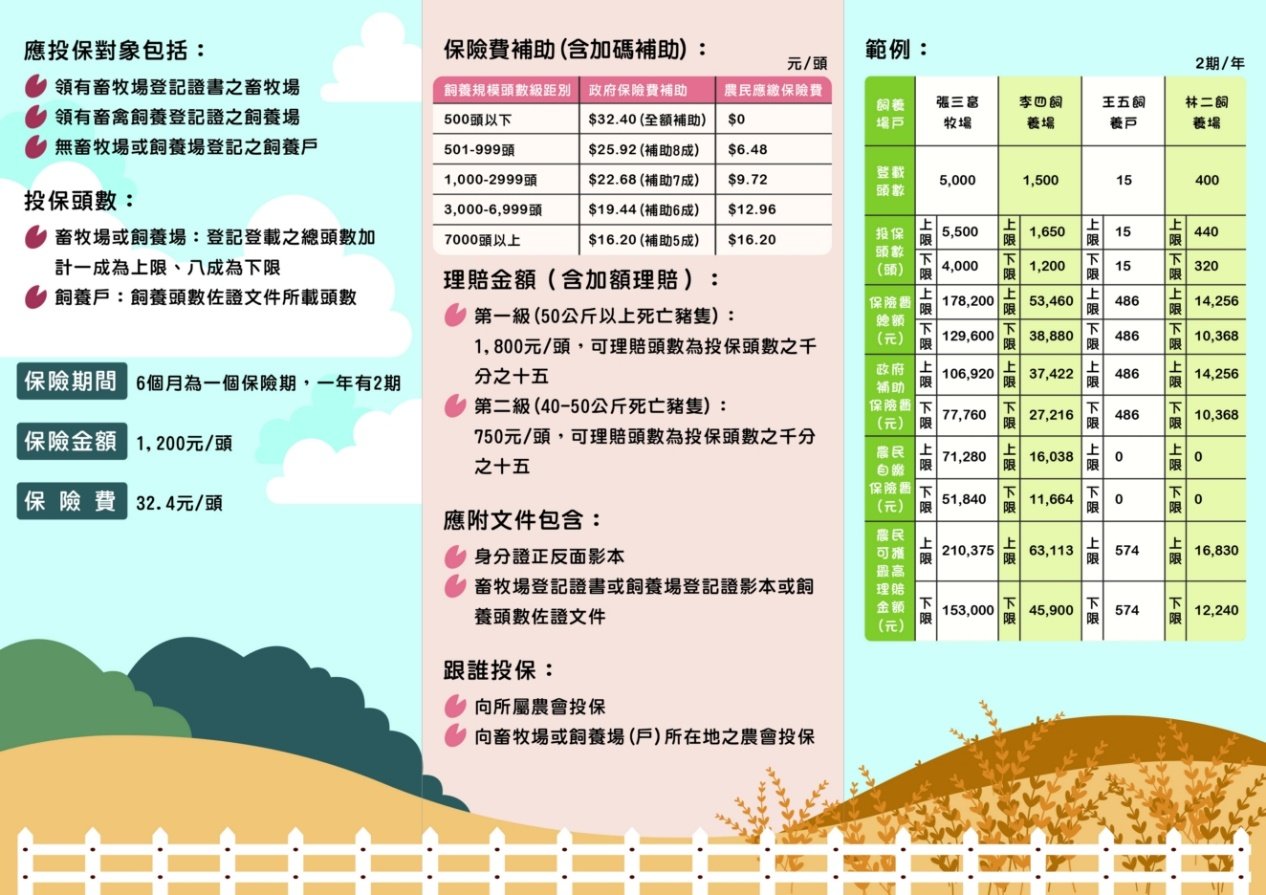 應投保對象包括：
領有畜牧場登記證書之畜牧場
領有畜禽飼養登記證之飼養場
無畜牧場或飼養場登記之飼養戶
投保頭數：
畜牧場或飼養場：登記登載之總頭數加
計一成為上限、八成為下限
飼養戶：飼養頭數佐證文件所載頭數
保險期間 6個月為一個保險期，一年有2期
保險金額 1,200元/頭
保險費 32.4元/頭
保險費補助(含加碼補助)：
元/頭
飼養規模頭數級距別 政府保險費補助 農民應繳保險費
500頭以下 $32.40(全額補助) $0
501-999頭 $25.92(補助8成) $6.48
1,000-2999頭 $22.68(補助7成) $9.72
3,000-6,999頭 $19.44(補助6成) $12.96
7000頭以上 $16.20(補助5成) $16.20
理賠金額（含加額理賠）：
第一級(50公斤以上死亡豬隻)：
1,800元/頭，可理賠頭數為投保頭數之千
分之十五
第二級(40-50公斤死亡豬隻)：
750元/頭，可理賠頭數為投保頭數之千分
之十五
應附文件包含：
身分證正反面影本
畜牧場登記證書或飼養場登記證影本或飼
養頭數佐證文件
跟誰投保：
向所屬農會投保
向畜牧場或飼養場(戶)所在地之農會投保
範例：
2期/年
飼養場戶 張三畜牧場 李四飼養場 王五飼養戶 林二飼養場
登載頭數 5,000 1,500 15 400
投保頭數（頭） 上限 5,500 上限 1,650 上限 15 上限 440
下限 4,000 下限 1,200 下限 15 下限 320
保險費總額（元） 上限 178,200 上限 53,460 上限 486 上限 14,256
下限 129,600 下限 38,880 下限 486 下限 10,368
政府補助保險費（元） 上限 106,920 上限 37,422 上限 486 上限 14,256
下限 77,760 下限 27,216 下限 486 下限 10,368
農民自繳保險費（元） 上限 71,280 上限 16,038 上限 0 上限 0
下限 51,840 下限 11,664 下限 0 下限 0
農民可獲最高理賠金額（元） 上限 210,375 上限 63,113 上限 574 上限 16,830
下限 153,000 下限 45,900 下限 574 下限 12,240